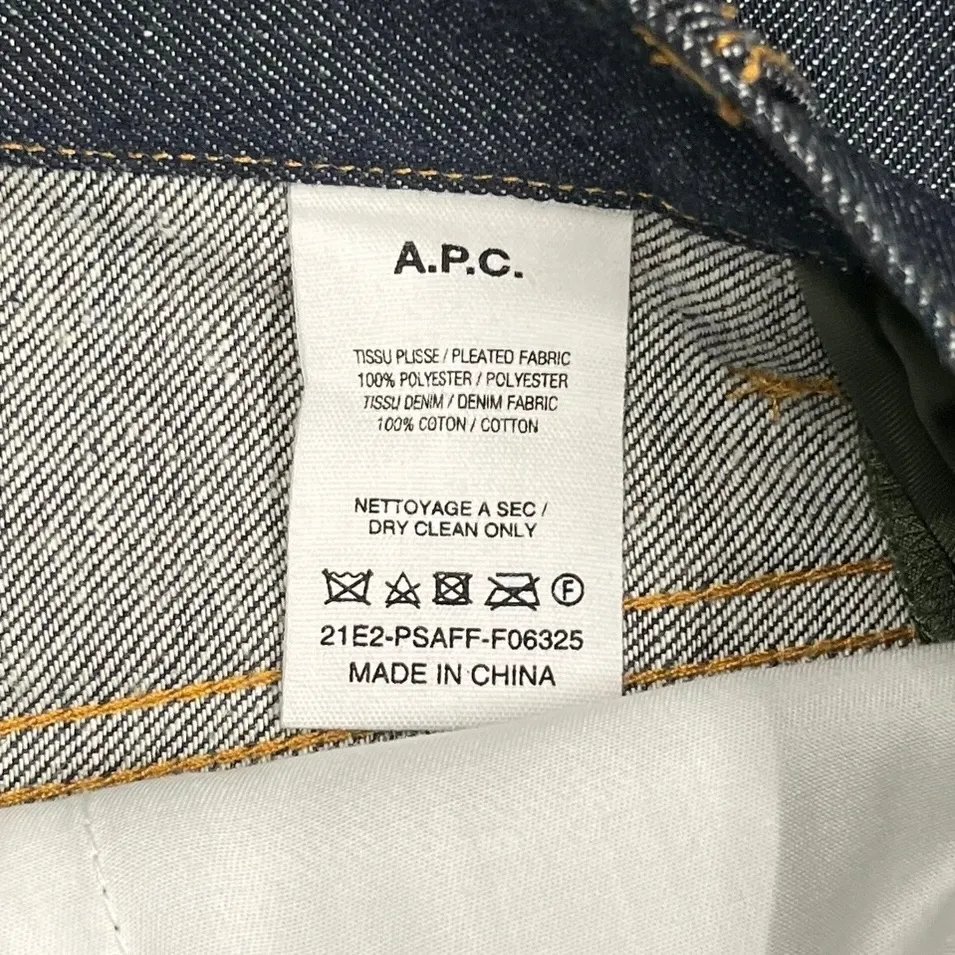 A.P.C.
TISSU PLISSE / PLEATED FABRIC
100% POLYESTER / POLYESTER
TISSU DENIM / DENIM FABRIC
100% COTON / COTTON
NETTOYAGE A SEC /
DRY CLEAN ONLY
F
21E2-PSAFF-F06325
MADE IN CHINA